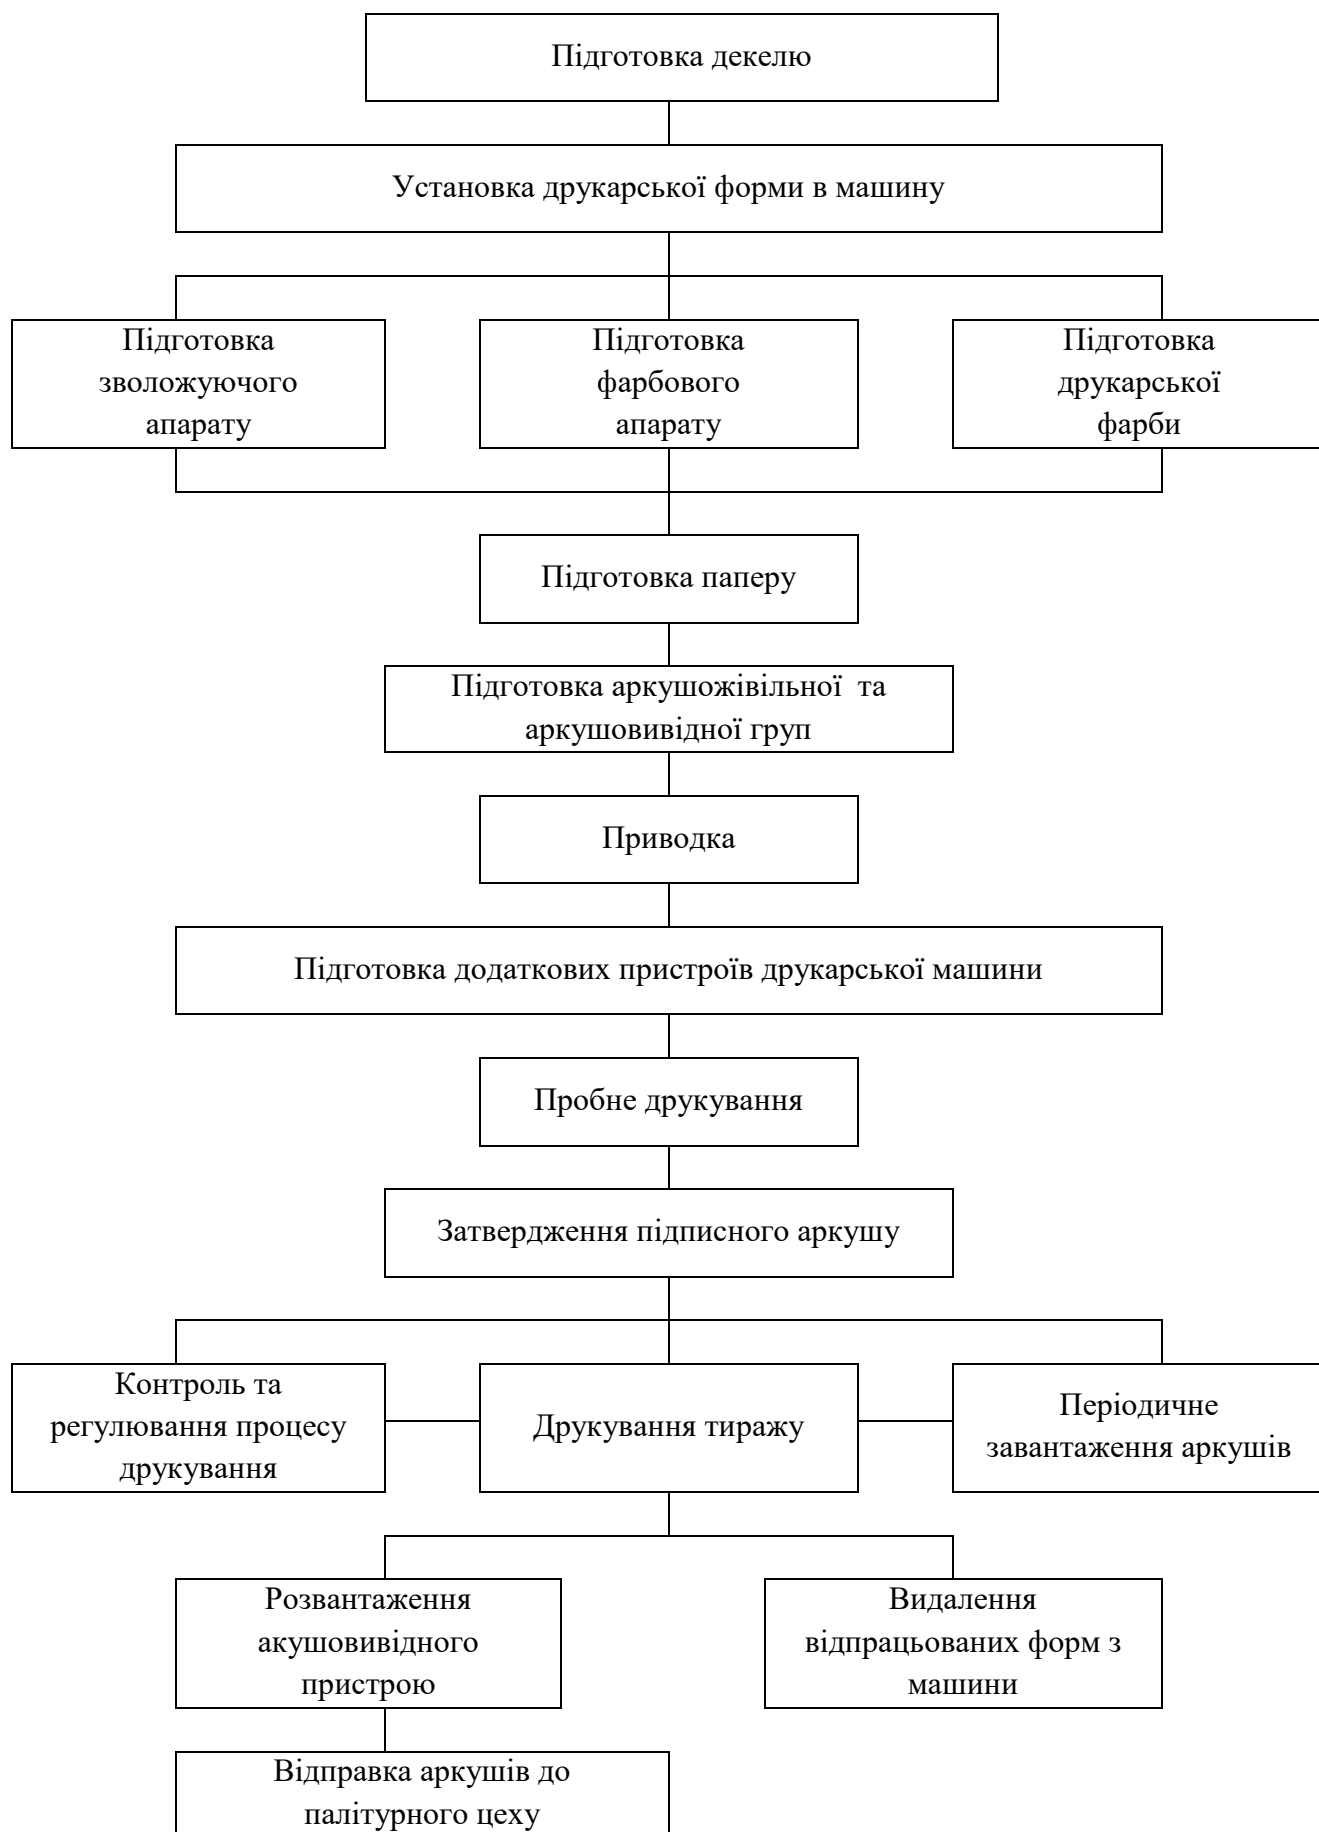 Підготовка декелю
Установка друкарської форми в машину
Підготовка
зволожуючого
апарату
Підготовка
фарбового
апарату
Підготовка
друкарської
фарби
Підготовка паперу
Підготовка аркушожівільної та
аркушовивідної груп
Приводка
Підготовка додаткових пристроїв друкарської машини
Пробне друкування
Затвердження підписного аркушу
Контроль та
регулювання процесу
друкування
Друкування тиражу
Періодичне
завантаження аркушів
Розвантаження
акушовивідного
пристрою
Видалення
відпрацьованих форм з
машини
Відправка аркушів до
палітурного цеху